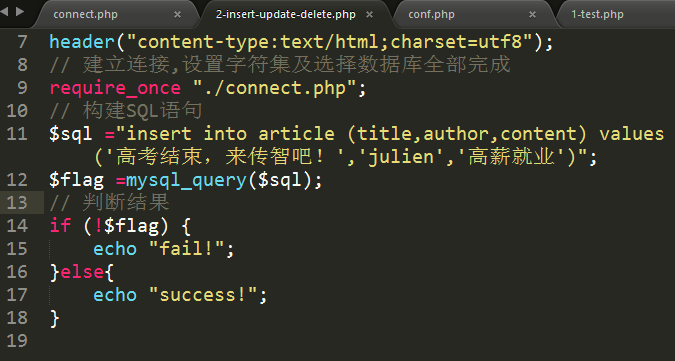 connect.php × 2-insert-update-delete.php × conf.php × 1-test.php
7 header("content-type:text/html;charset=utf8");
8 // 建立连接,设置字符集及选择数据库全部完成
9 require_once "./connect.php";
10 // 构建SQL语句
11 $sql ="insert into article (title,author,content) values
('高考结束，来传智吧！','julien','高薪就业')";
12 $flag =mysql_query($sql);
13 // 判断结果
14 if (!$flag) {
15 echo "fail!";
16 }else{
17 echo "success!";
18 }
19